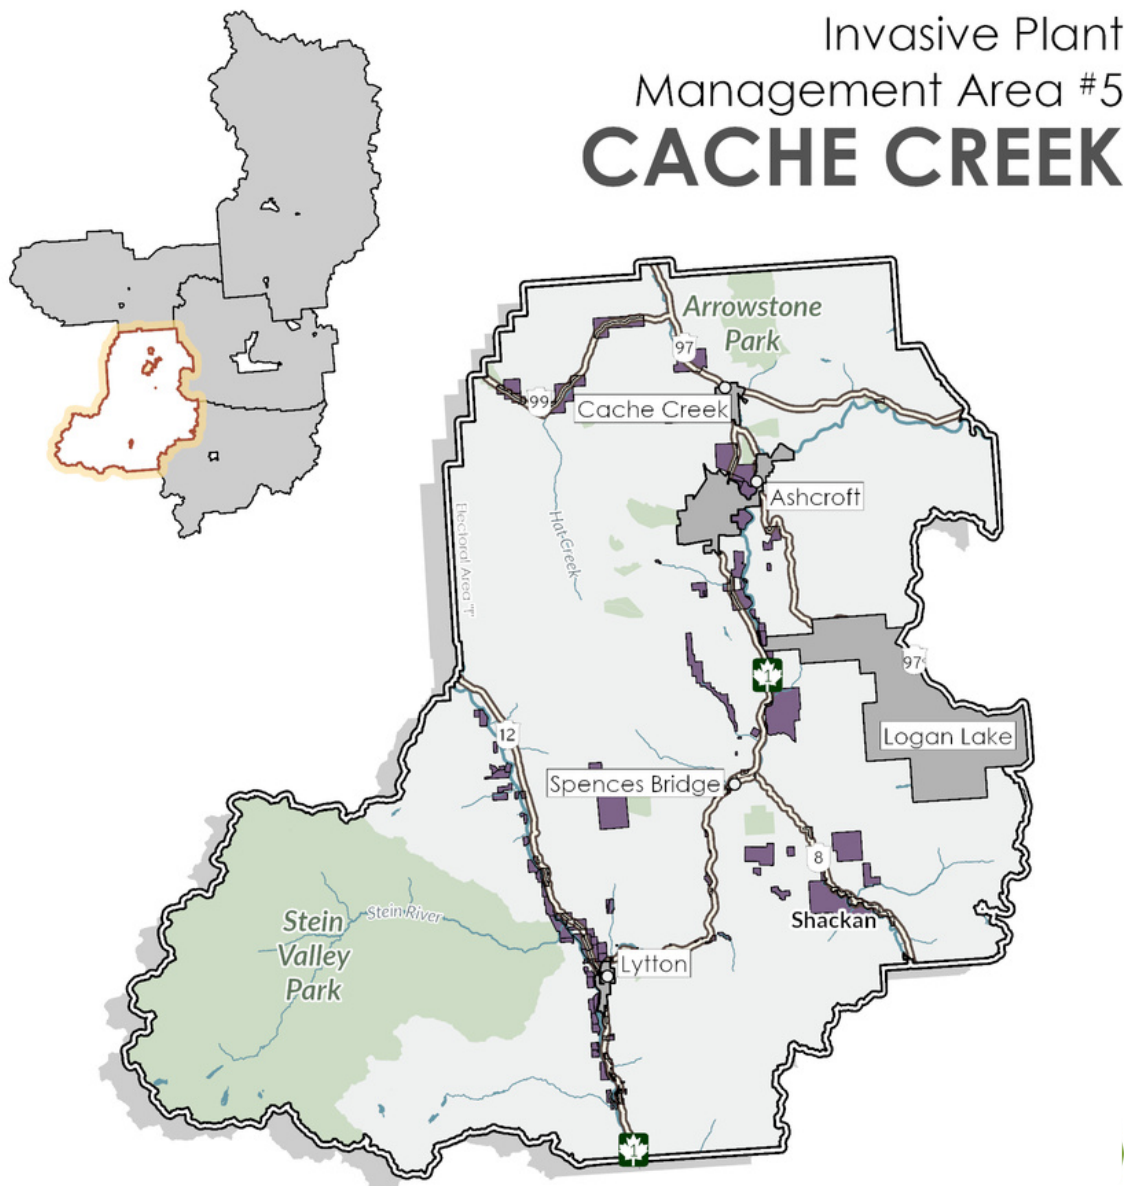 Invasive Plant
Management Area #5
CACHE CREEK
Arrowstone
Park
97
99
Cache Creek
Ashcroft
Hat Creek
Electoral Area "I"
97c
1
12
Logan Lake
Spences Bridge
8
Shackan
Stein River
Stein
Valley
Park
Lytton
1